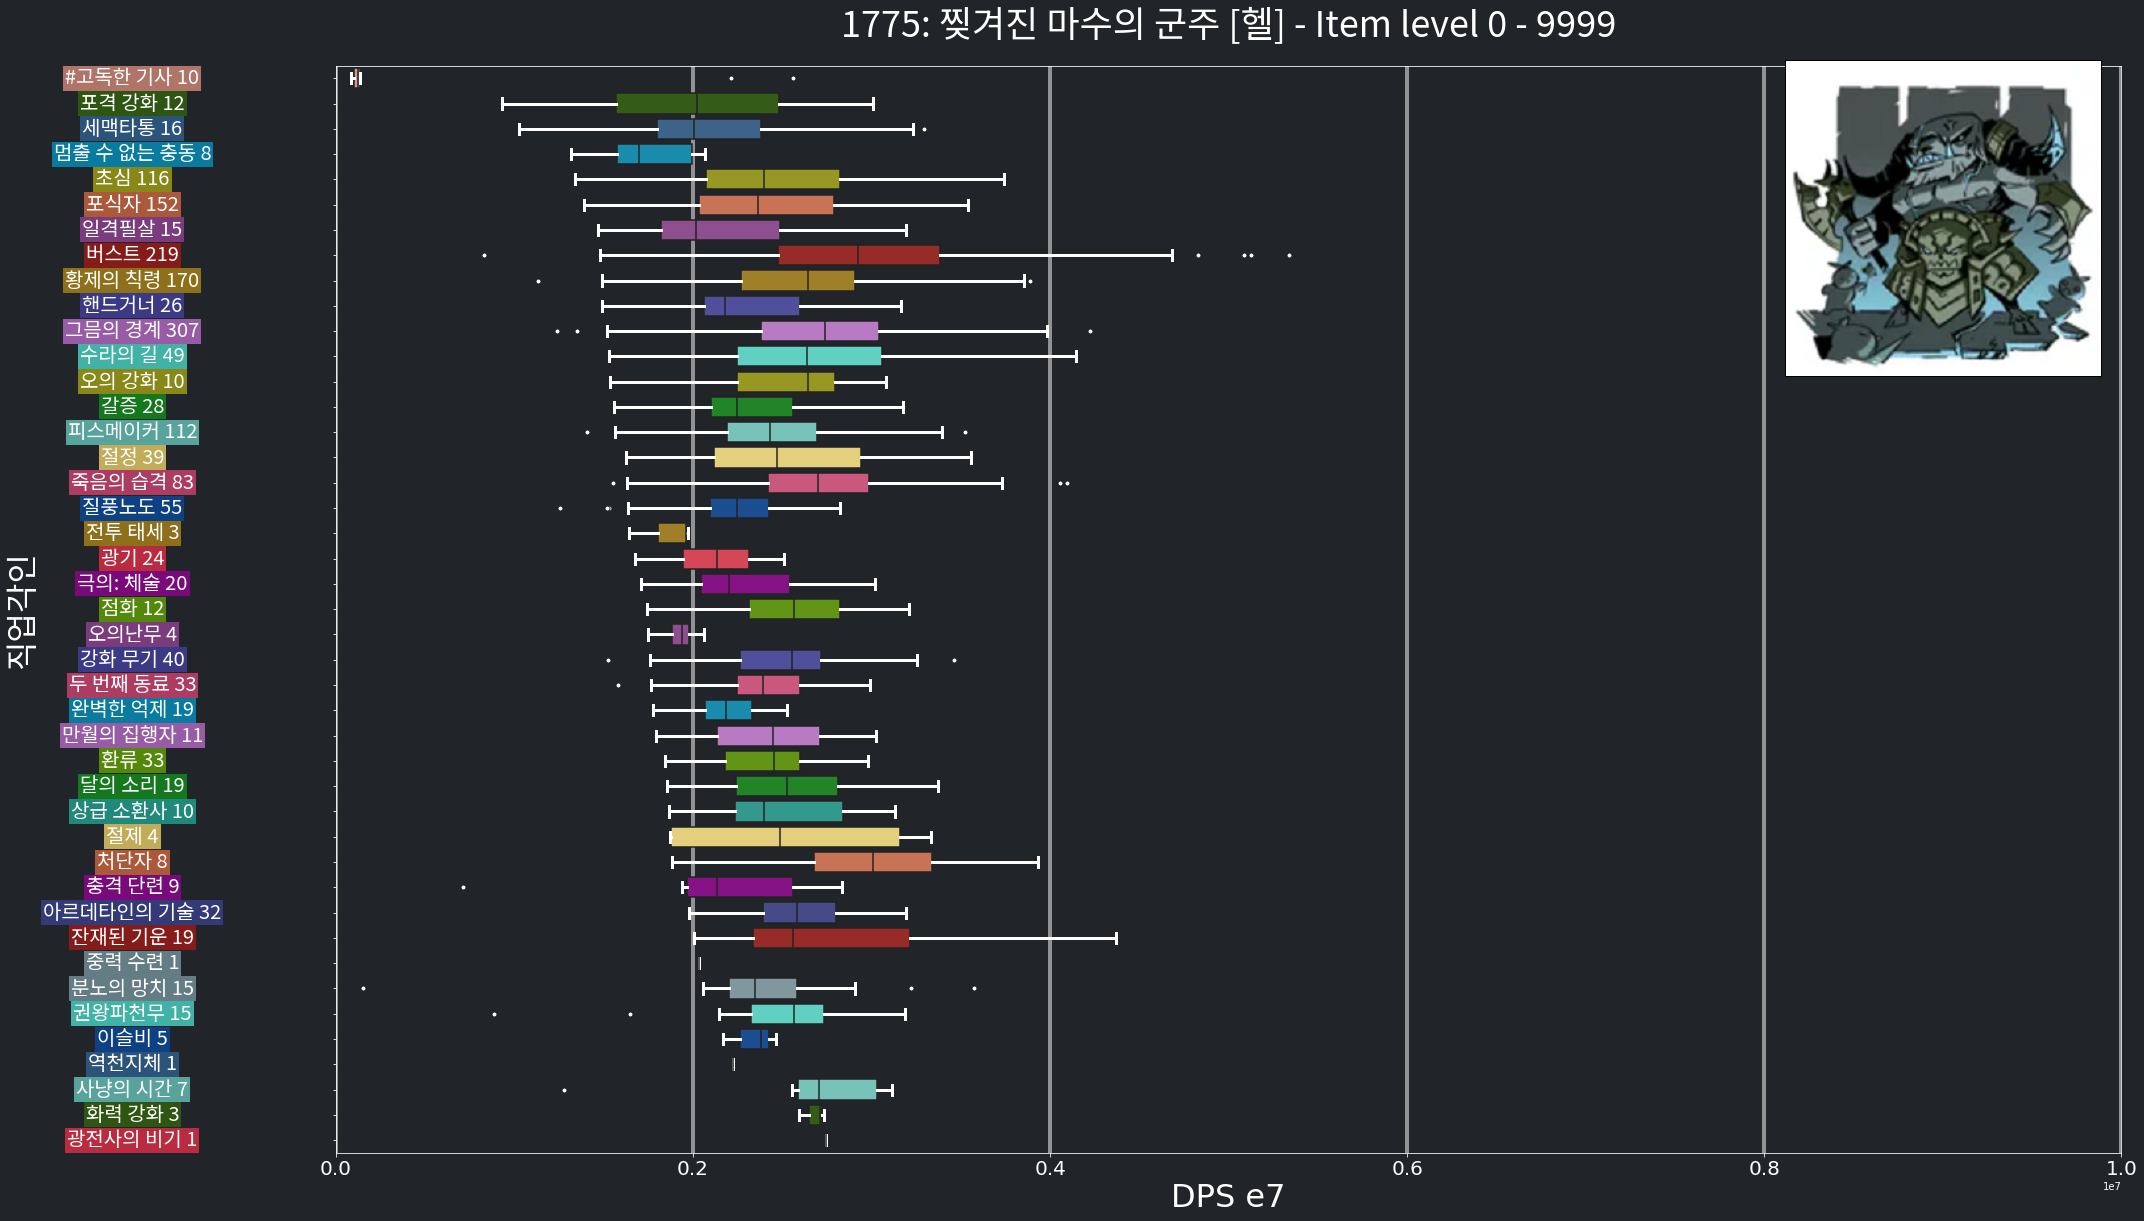 1775: 찢겨진 마수의 군주 [헬] - Item level 0 - 9999
#고독한 기사 10
포격 강화 12
세맥타통 16
멈출 수 없는 충동 8
초심 116
포식자 152
일격필살 15
버스트 219
황제의 칙령 170
핸드거너 26
그믐의 경계 307
수라의 길 49
오의 강화 10
갈증 28
피스메이커 112
절정 39
죽음의 습격 83
질풍노도 55
전투 태세 3
광기 24
극의: 체술 20
점화 12
오의난무 4
강화 무기 40
두 번째 동료 33
완벽한 억제 19
만월의 집행자 11
환류 33
달의 소리 19
상급 소환사 10
절제 4
처단자 8
충격 단련 9
아르데타인의 기술 32
잔재된 기운 19
중력 수련 1
분노의 망치 15
권왕파천무 15
이슬비 5
역천지체 1
사냥의 시간 7
화력 강화 3
광전사의 비기 1
직업각인
0.0 0.2 0.4 0.6 0.8 1.0
1e7
DPS e7